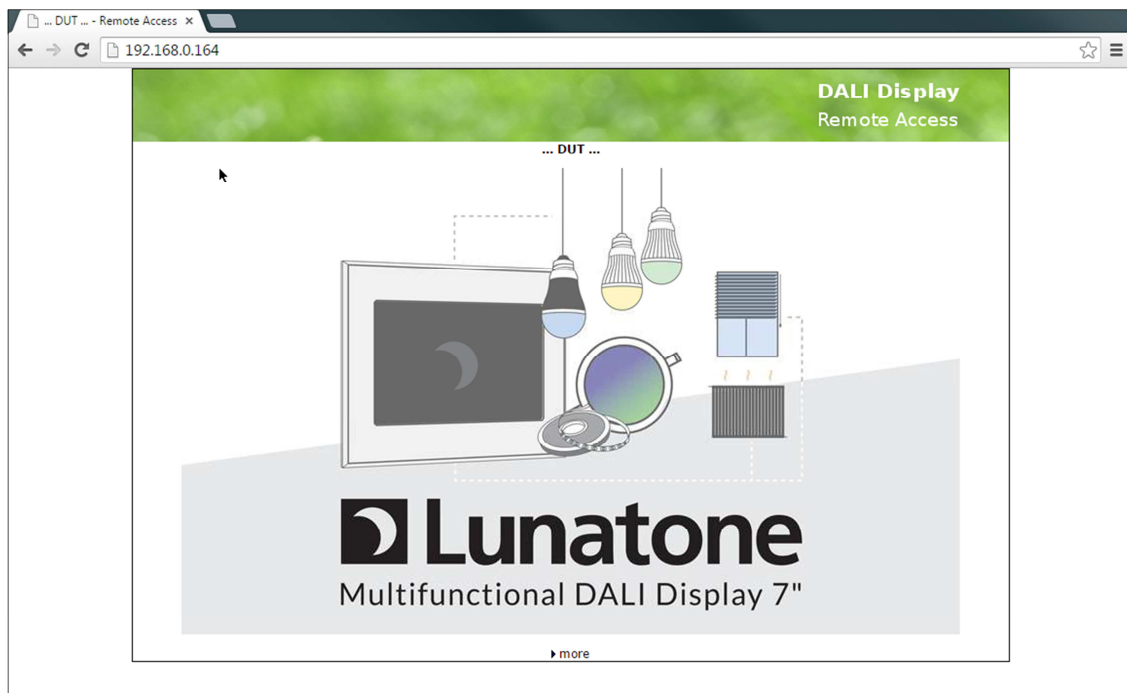 ... DUT ... - Remote Access
192.168.0.164
DALI Display
Remote Access
... DUT ...
Lunatone
Multifunctional DALI Display 7"
more